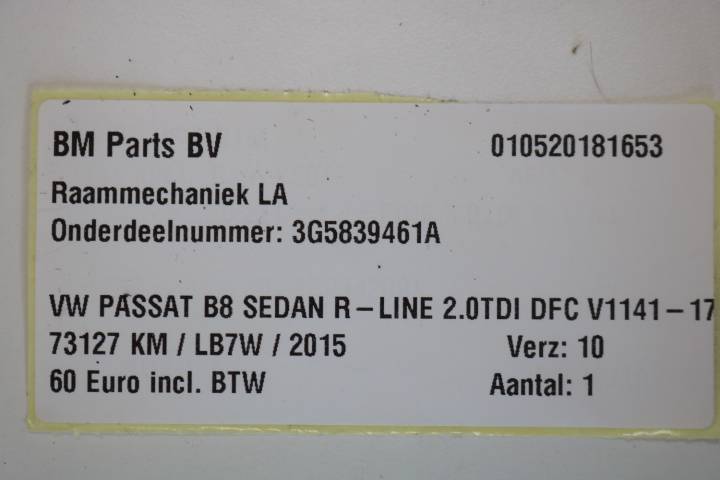 BM Parts BV 010520181653
Raammechaniek LA
Onderdeelnummer: 3G5839461A
VW PASSAT B8 SEDAN R-LINE 2.0TDI DFC V1141-17
73127 KM / LB7W / 2015 Verz: 10
60 Euro incl. BTW Aantal: 1